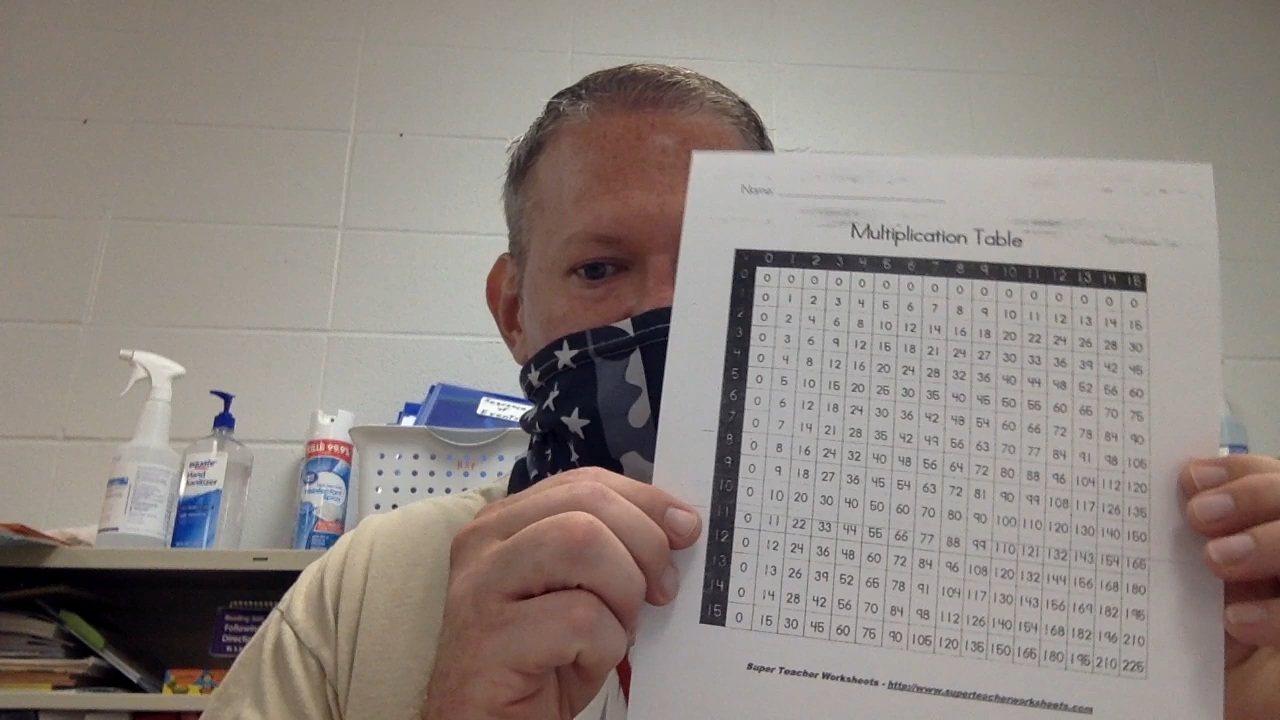 Name
Multiplication Table
0 1 2 3 4 5 6 7 8 9 10 11 12 13 14 15
0 0 0 0 0 0 0 0 0 0 0 0 0 0 0 0 0
1 0 1 2 3 4 5 6 7 8 9 10 11 12 13 14 15
2 0 2 4 6 8 10 12 14 16 18 20 22 24 26 28 30
3 0 3 6 9 12 15 18 21 24 27 30 33 36 39 42 45
4 0 4 8 12 16 20 24 28 32 36 40 44 48 52 56 60
5 0 5 10 15 20 25 30 35 40 45 50 55 60 65 70 75
6 0 6 12 18 24 30 36 42 48 54 60 66 72 78 84 90
7 0 7 14 21 28 35 42 49 56 63 70 77 84 91 98 105
8 0 8 16 24 32 40 48 56 64 72 80 88 96 104 112 120
9 0 9 18 27 36 45 54 63 72 81 90 99 108 117 126 135
10 0 10 20 30 40 50 60 70 80 90 100 110 120 130 140 150
11 0 11 22 33 44 55 66 77 88 99 110 121 132 143 154 165
12 0 12 24 36 48 60 72 84 96 108 120 132 144 156 168 180
13 0 13 26 39 52 65 78 91 104 117 130 143 156 169 182 195
14 0 14 28 42 56 70 84 98 112 126 140 154 168 182 196 210
15 0 15 30 45 60 75 90 105 120 135 150 165 180 195 210 225
Super Teacher Worksheets - http://www.superteacherworksheets.com
Sequence
of
Events
Hand
Sanitizer
KILLS 99.9%
Disinfectant
Spray
Following
Directions